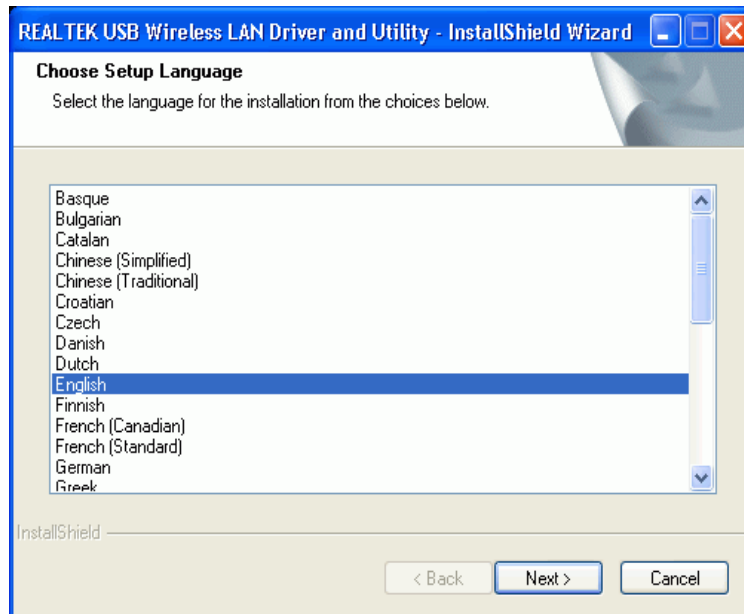 REALTEK USB Wireless LAN Driver and Utility - InstallShield Wizard
Choose Setup Language
Select the language for the installation from the choices below.
Basque
Bulgarian
Catalan
Chinese (Simplified)
Chinese (Traditional)
Croatian
Czech
Danish
Dutch
English
Finnish
French (Canadian)
French (Standard)
German
Greek
InstallShield
< Back Next > Cancel